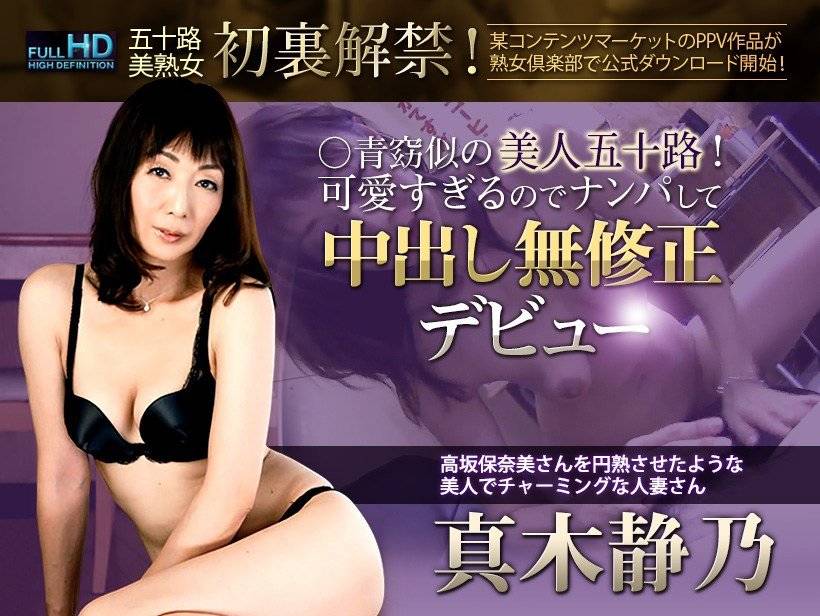 FULL HD
HIGH DEFINITION
五十路
美熟女
初裏解禁!
某コンテンツマーケットのPPV作品が
熟女倶楽部で公式ダウンロード開始!
○青窈似の美人五十路!
可愛すぎるのでナンパして
中出し無修正
デビュー
高坂保奈美さんを円熟させたような
美人でチャーミングな人妻さん
真木静乃